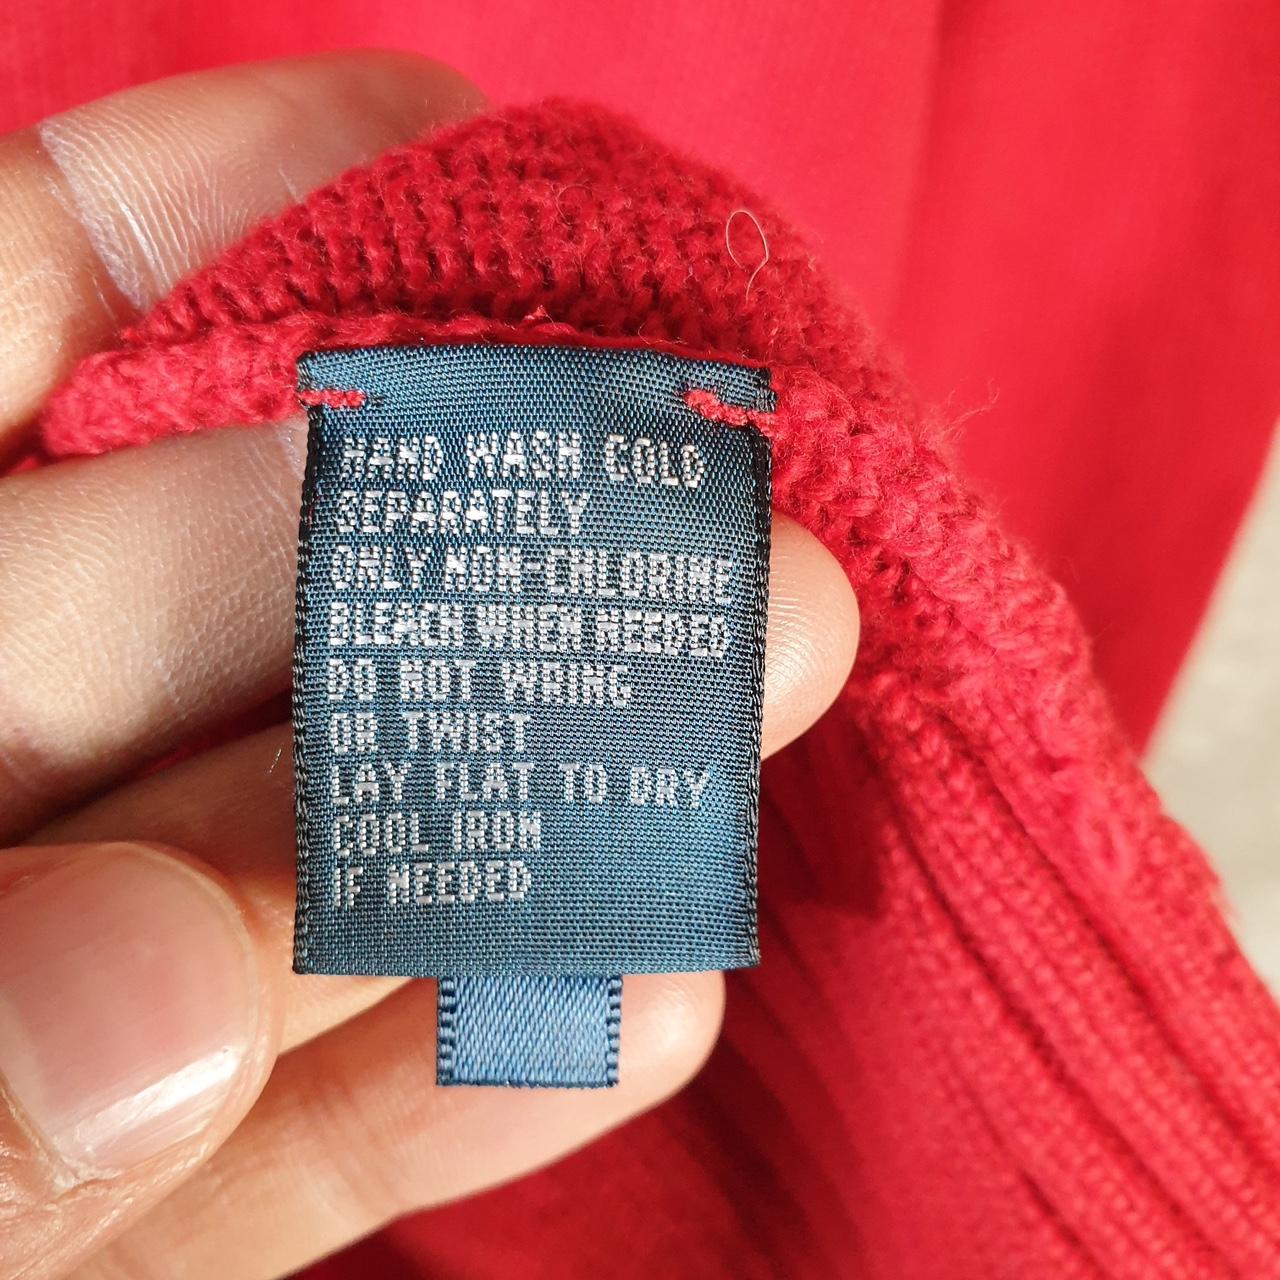 HAND WASH COLD
SEPARATELY
ONLY NON-CHLORINE
BLEACH WHEN NEEDED
DO NOT WRING
OR TWIST
LAY FLAT TO DRY
COOL IRON
IF NEEDED